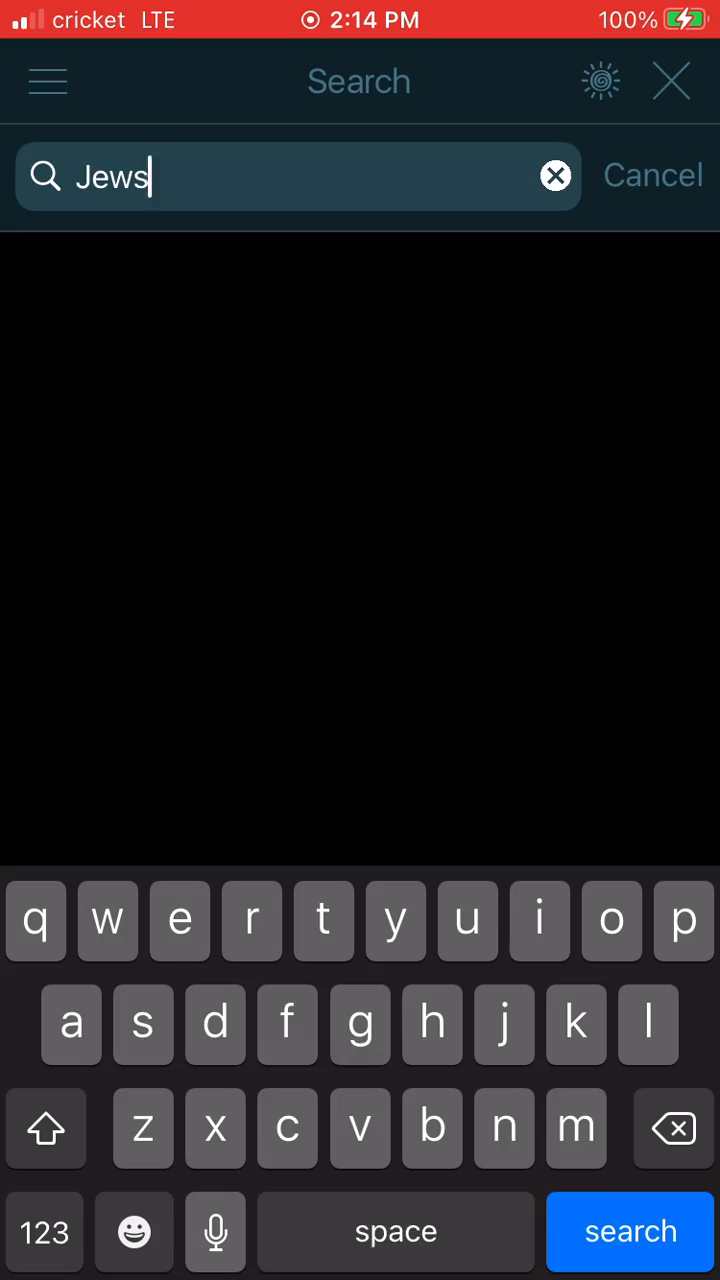 cricket LTE 2:14 PM 100%
Search
Jews Cancel
q w e r t y u i o p
a s d f g h j k l
z x c v b n m
123 space search